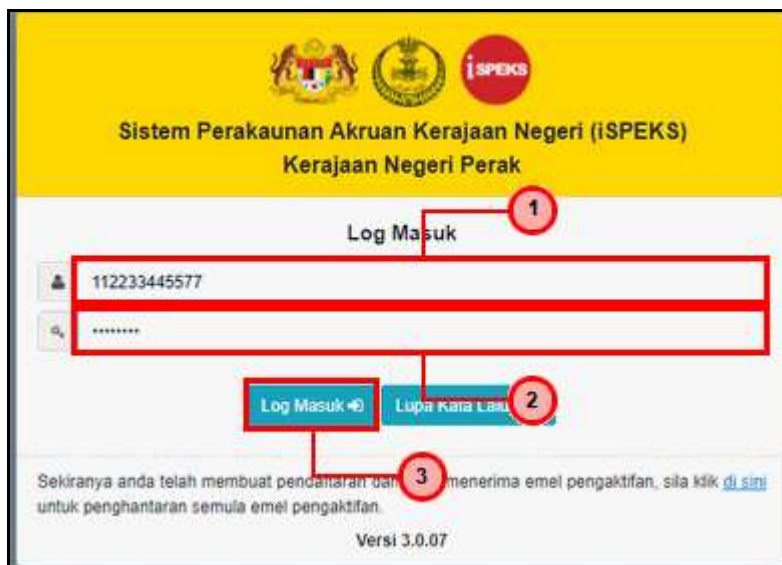 iSPEKS
Sistem Perakaunan Akruan Kerajaan Negeri (iSPEKS)
Kerajaan Negeri Perak
1
Log Masuk
112233445577
••••••••
Log Masuk
Lupa Kata
2
3
Sekiranya anda telah membuat pendaftaran menerima emel pengaktifan, sila klik di sini
untuk penghantaran semula emel pengaktifan.
Versi 3.0.07